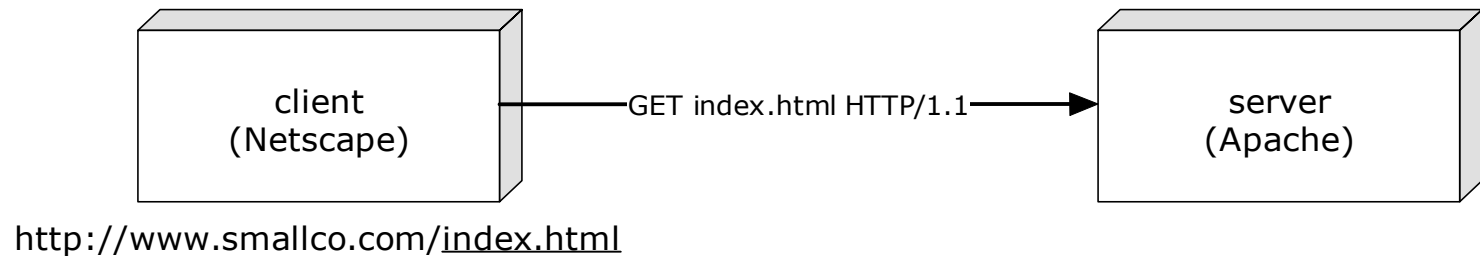 client
(Netscape)
GET index.html HTTP/1.1
server
(Apache)
http://www.smallco.com/index.html